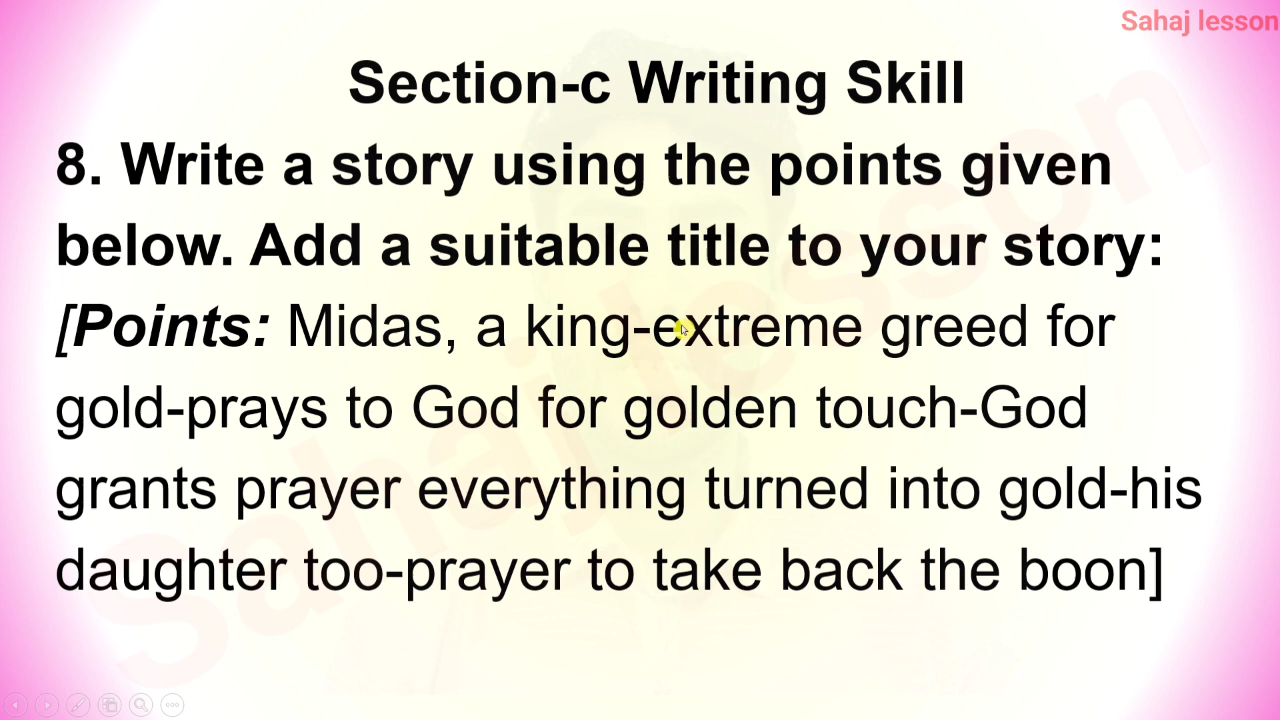 Sahaj lesson
Section-c Writing Skill
8. Write a story using the points given
below. Add a suitable title to your story:
[Points: Midas, a king-extreme greed for
gold-prays to God for golden touch-God
grants prayer everything turned into gold-his
daughter too-prayer to take back the boon]
Sahaj lesson